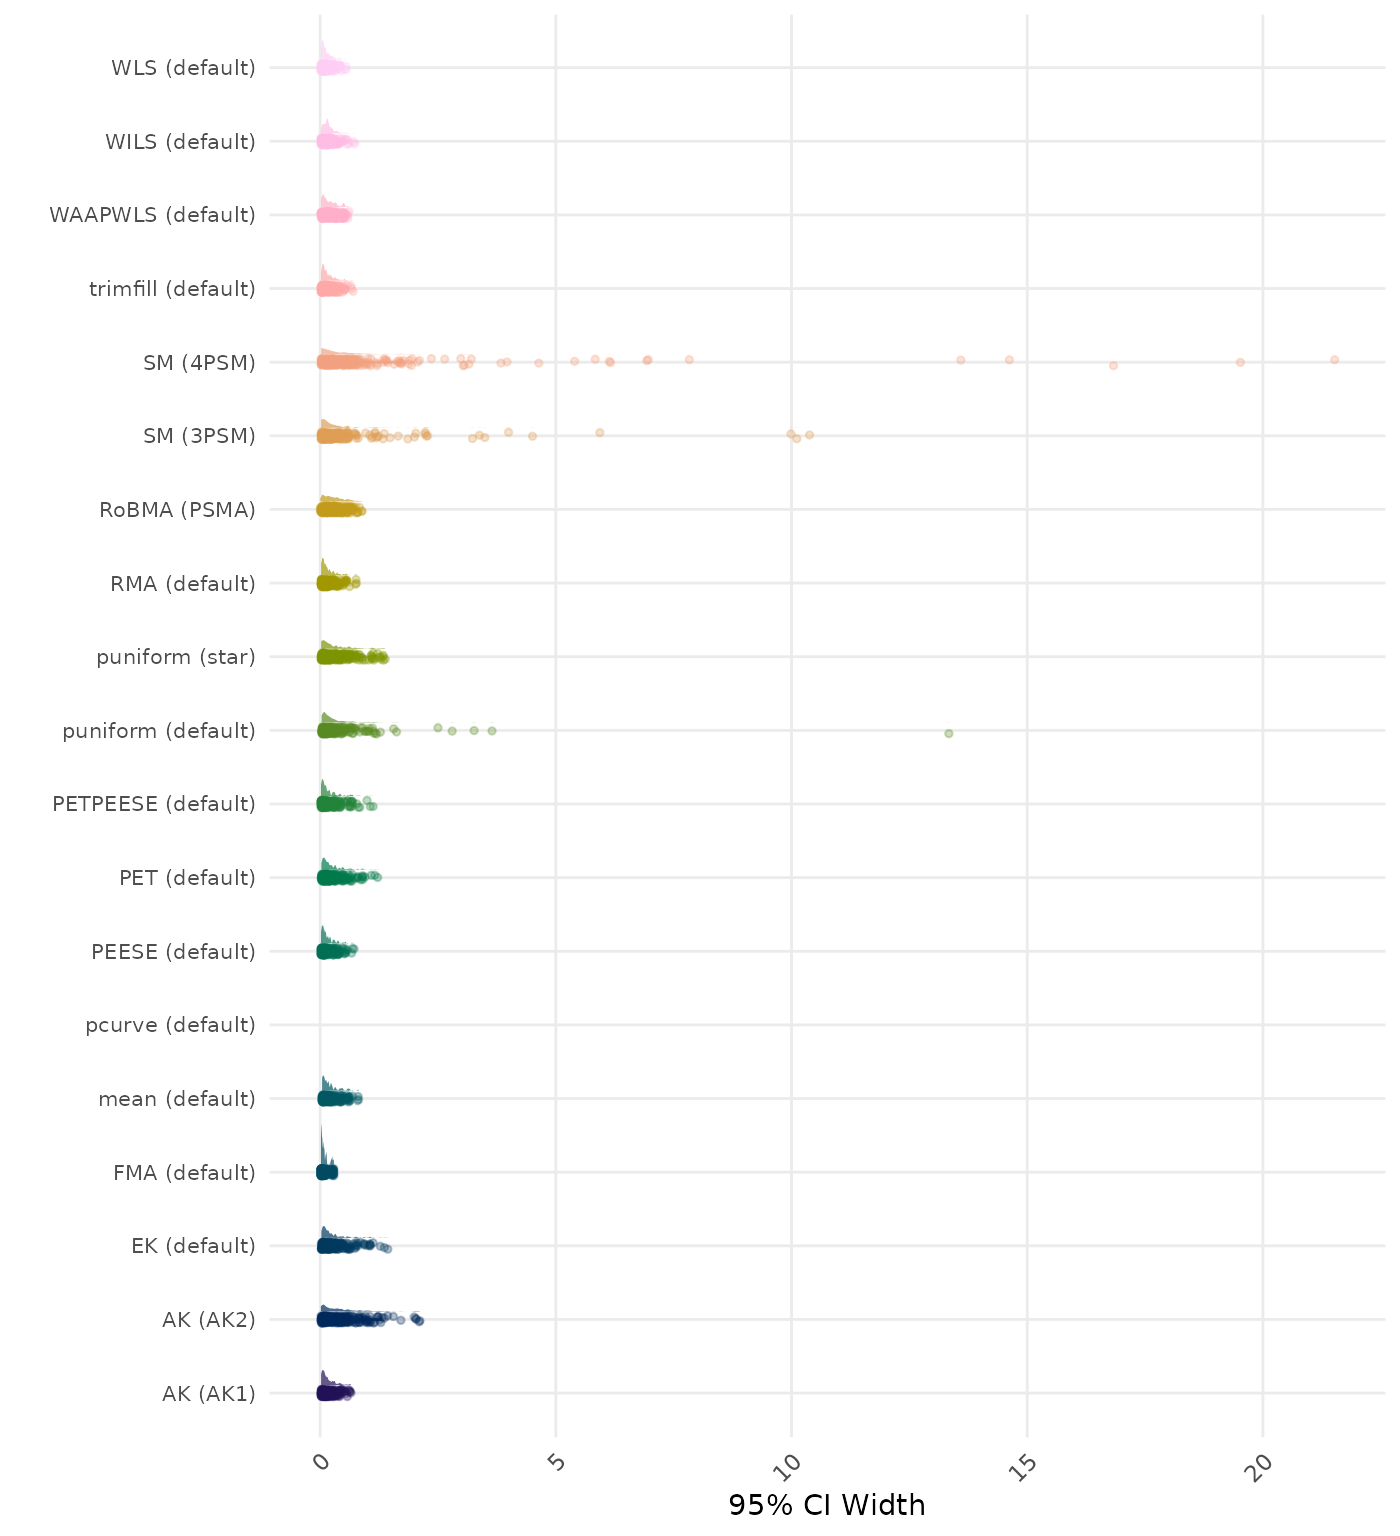 WLS (default)
WILS (default)
WAAPWLS (default)
trimfill (default)
SM (4PSM)
SM (3PSM)
RoBMA (PSMA)
RMA (default)
puniform (star)
puniform (default)
PETPEESE (default)
PET (default)
PEESE (default)
pcurve (default)
mean (default)
FMA (default)
EK (default)
AK (AK2)
AK (AK1)
0 5 10 15 20
95% CI Width